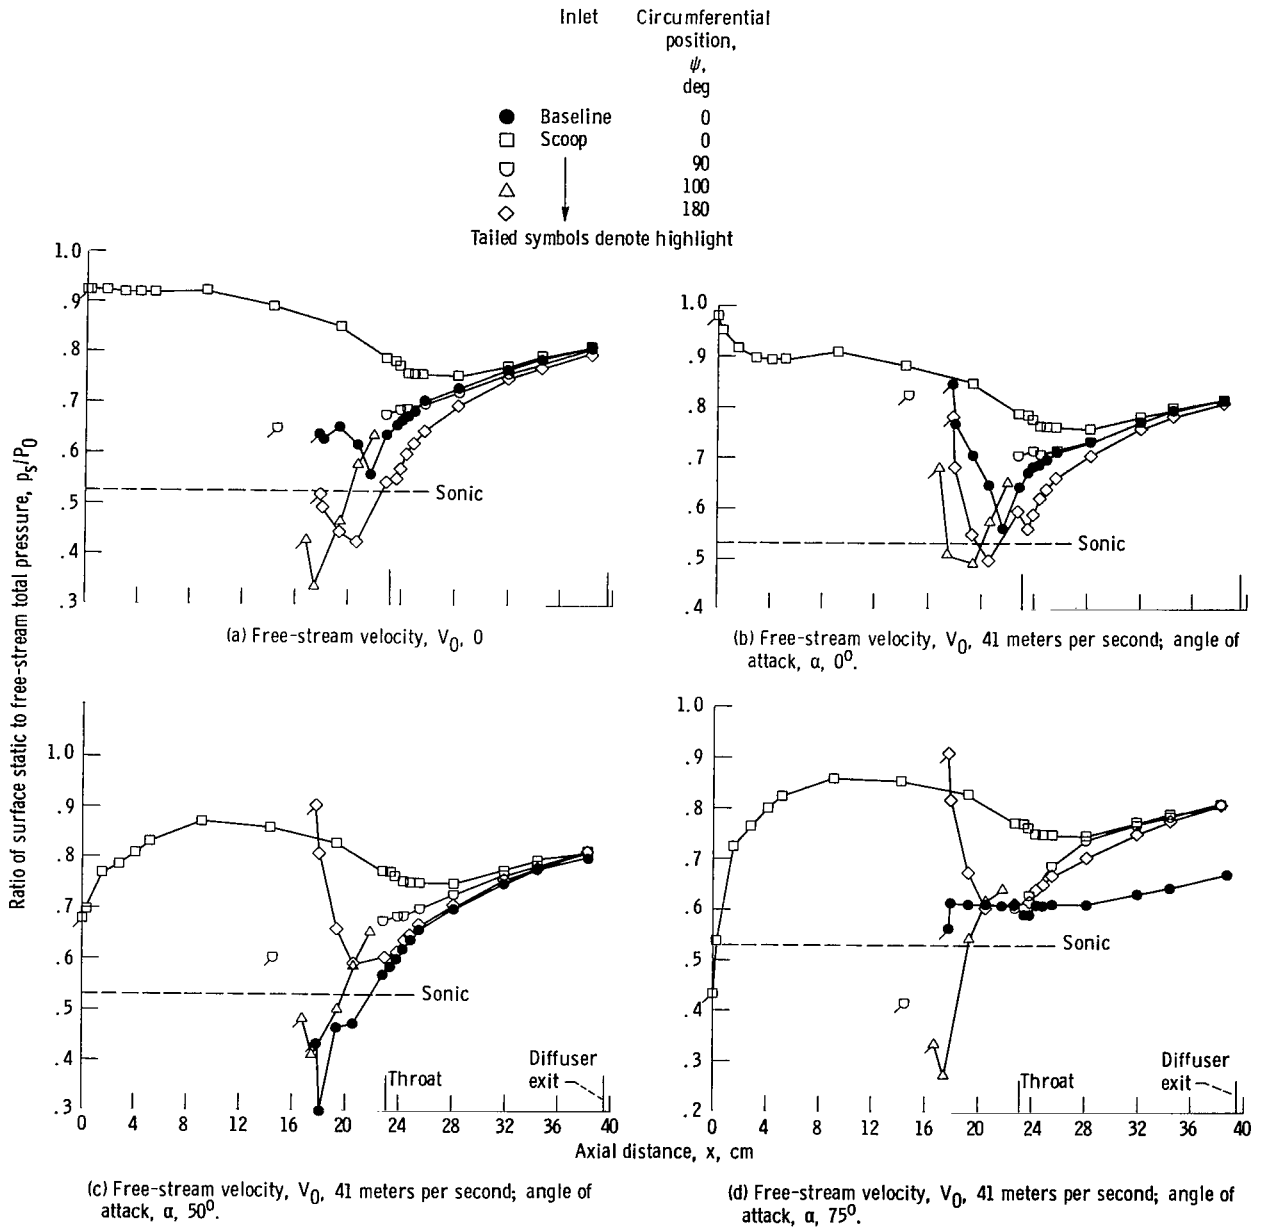 Inlet Circumferential
position,
ψ,
deg
Baseline 0
Scoop 0
90
100
180
Tailed symbols denote highlight
Ratio of surface static to free-stream total pressure, pₛ/P₀
1.0
.9
.8
.7
.6
.5
.4
.3
Sonic
(a) Free-stream velocity, V₀, 0
1.0
.9
.8
.7
.6
.5
.4
Sonic
(b) Free-stream velocity, V₀, 41 meters per second; angle of
attack, α, 0⁰.
1.0
.9
.8
.7
.6
.5
.4
.3
Sonic
Throat
Diffuser
exit
0 4 8 12 16 20 24 28 32 36 40
1.0
.9
.8
.7
.6
.5
.4
.3
.2
Sonic
Throat
Diffuser
exit
0 4 8 12 16 20 24 28 32 36 40
Axial distance, x, cm
(c) Free-stream velocity, V₀, 41 meters per second; angle of
attack, α, 50⁰.
(d) Free-stream velocity, V₀, 41 meters per second; angle of
attack, α, 75⁰.